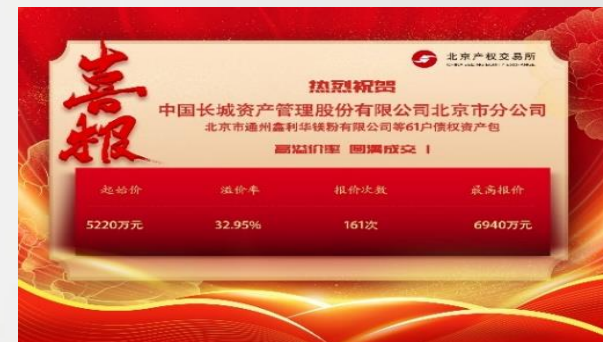 喜报
北京产权交易所
热烈祝贺
中国长城资产管理股份有限公司北京市分公司
北京市通州鑫利华镁粉有限公司等61户债权资产包
高溢价率 圆满成交！
起始价 溢价率 报价次数 最高报价
5220万元 32.95% 161次 6940万元